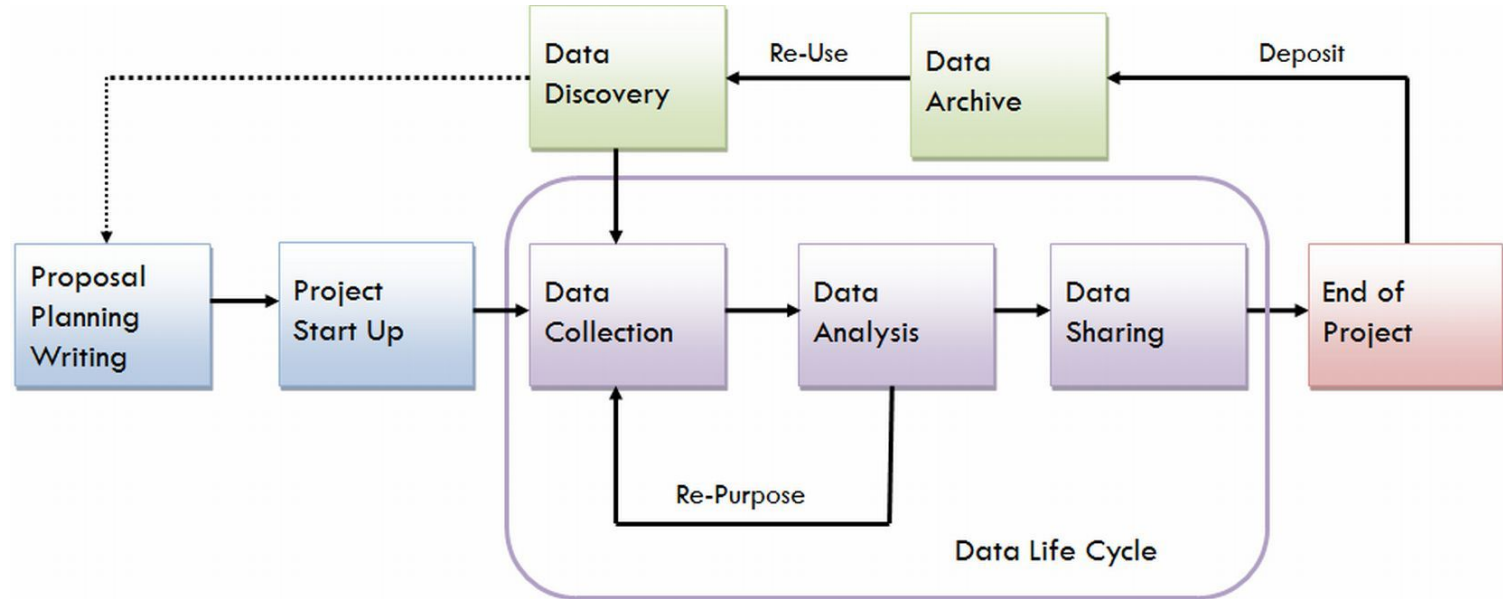 Data
Discovery
Re-Use
Data
Archive
Deposit
Proposal
Planning
Writing
Project
Start Up
Data
Collection
Data
Analysis
Data
Sharing
End of
Project
Re-Purpose
Data Life Cycle